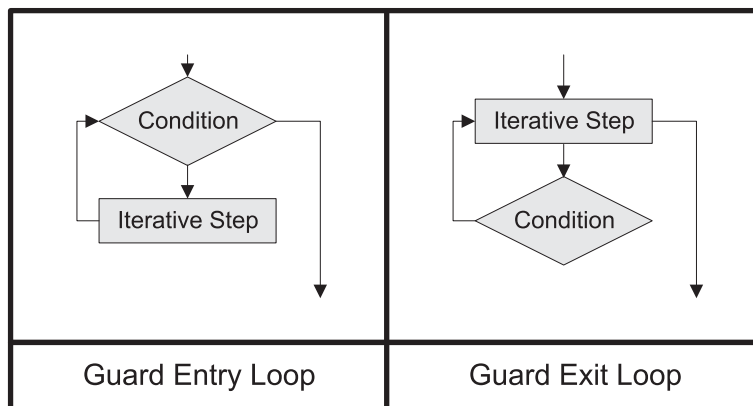 Condition
Iterative Step
Iterative Step
Condition
Guard Entry Loop
Guard Exit Loop